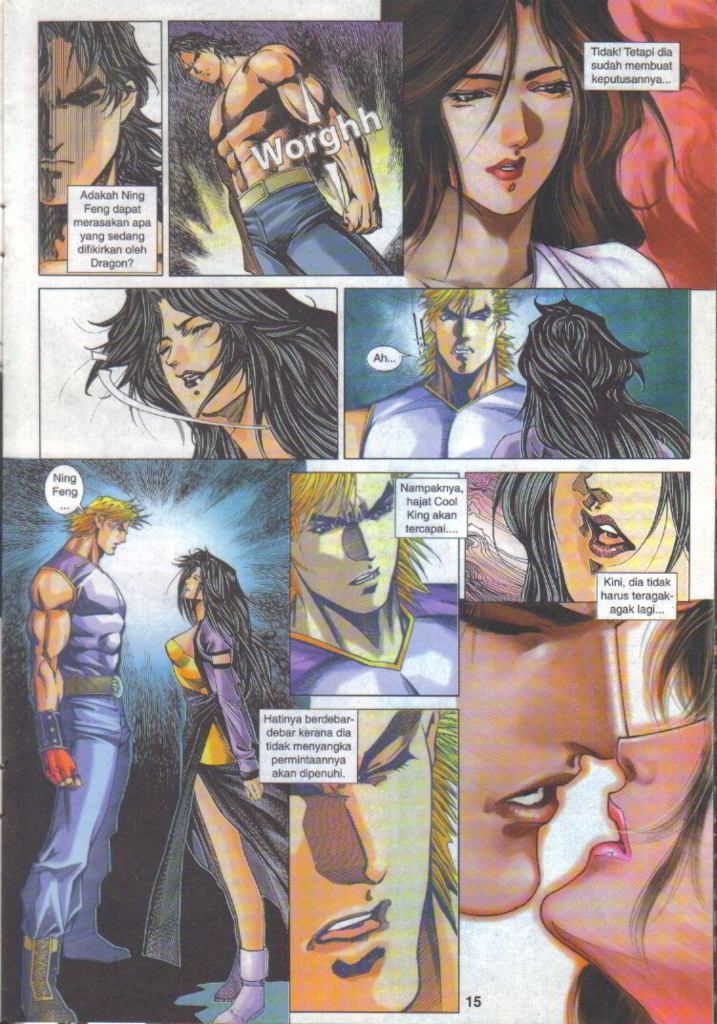 Adakah Ning
Feng dapat
merasakan apa
yang sedang
difikirkan oleh
Dragon?
Worghh
Tidak! Tetapi dia
sudah membuat
keputusannya...
Ah...
!!
Ning
Feng
...
Nampaknya,
hajat Cool
King akan
tercapai....
Kini, dia tidak
harus teragak-
agak lagi...
Hatinya berdebar-
debar kerana dia
tidak menyangka
permintaannya
akan dipenuhi.
15